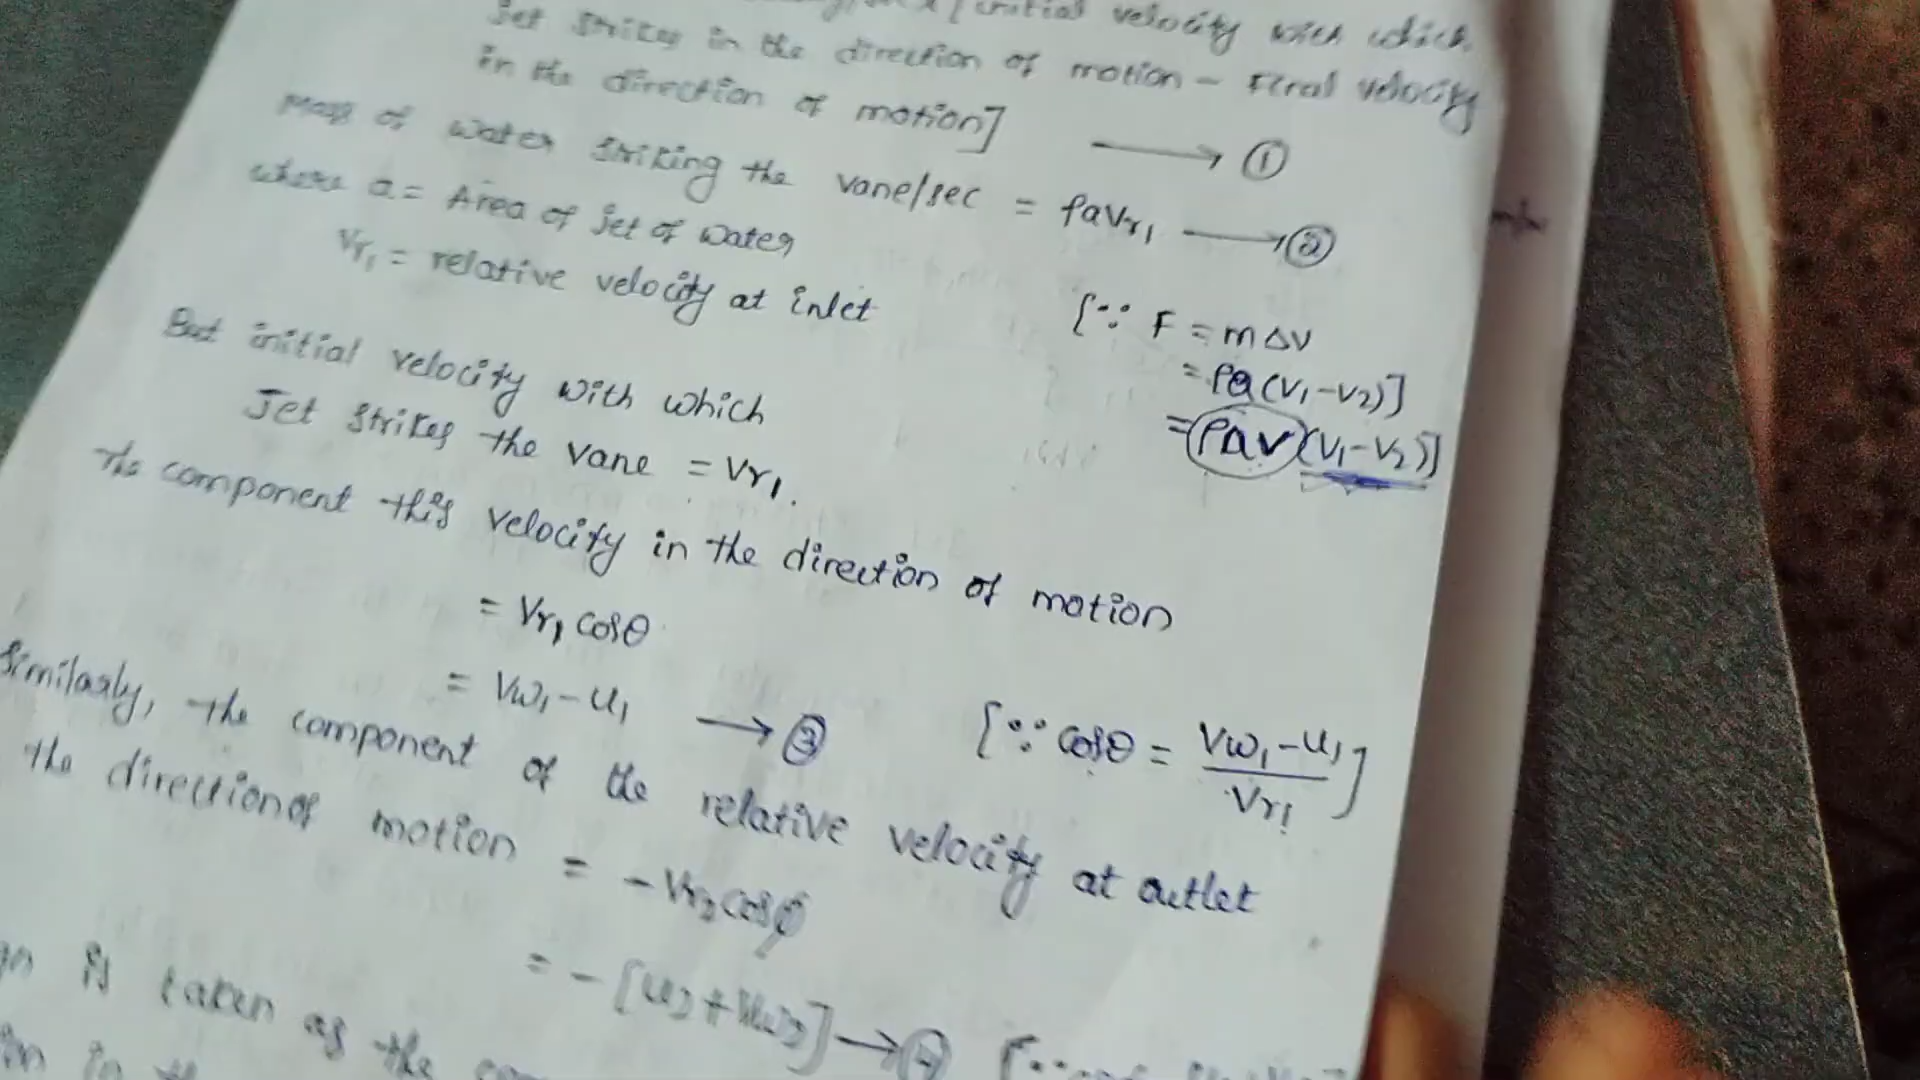 [initial velocity with which
Jet strikes in the direction of motion - Final velocity
in the direction of motion] → ①
Mass of water striking the vane/sec = ρaVr₁ → ②
where a = Area of Jet of water
Vr₁ = relative velocity at inlet
[∵ F = m∆V
= ρQ(V₁-V₂)]
= ρAV(V₁-V₂)]
But initial velocity with which
Jet strikes the vane = Vr₁.
The component this velocity in the direction of motion
= Vr₁ cosθ
= Vw₁-u₁ → ③ [∵ cosθ = Vw₁-u₁/Vr₁]
Similarly, the component of the relative velocity at outlet
the direction of motion = -Vr₂cosφ
= -[u₂+Vw₂] → ④
is taken as the
in